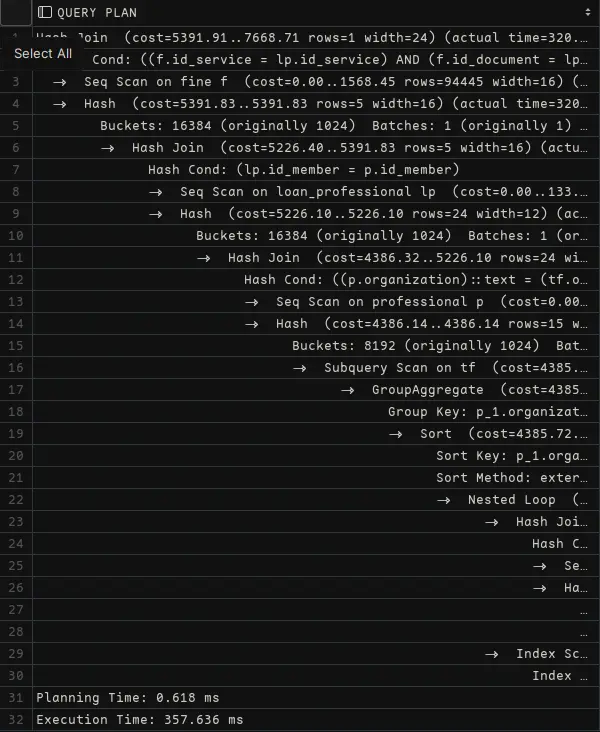 QUERY PLAN
1 Hash Join (cost=5391.91..7668.71 rows=1 width=24) (actual time=320.…
Select All
Cond: ((f.id_service = lp.id_service) AND (f.id_document = lp…
3 → Seq Scan on fine f (cost=0.00..1568.45 rows=94445 width=16) (…
4 → Hash (cost=5391.83..5391.83 rows=5 width=16) (actual time=320…
5 Buckets: 16384 (originally 1024) Batches: 1 (originally 1) …
6 → Hash Join (cost=5226.40..5391.83 rows=5 width=16) (actu…
7 Hash Cond: (lp.id_member = p.id_member)
8 → Seq Scan on loan_professional lp (cost=0.00..133.…
9 → Hash (cost=5226.10..5226.10 rows=24 width=12) (ac…
10 Buckets: 16384 (originally 1024) Batches: 1 (or…
11 → Hash Join (cost=4386.32..5226.10 rows=24 wi…
12 Hash Cond: ((p.organization)::text = (tf.o…
13 → Seq Scan on professional p (cost=0.00…
14 → Hash (cost=4386.14..4386.14 rows=15 w…
15 Buckets: 8192 (originally 1024) Bat…
16 → Subquery Scan on tf (cost=4385.…
17 → GroupAggregate (cost=4385…
18 Group Key: p_1.organizat…
19 → Sort (cost=4385.72.…
20 Sort Key: p_1.orga…
21 Sort Method: exter…
22 → Nested Loop (…
23 → Hash Joi…
24 Hash C…
25 → Se…
26 → Ha…
27 …
28 …
29 → Index Sc…
30 Index …
31 Planning Time: 0.618 ms
32 Execution Time: 357.636 ms